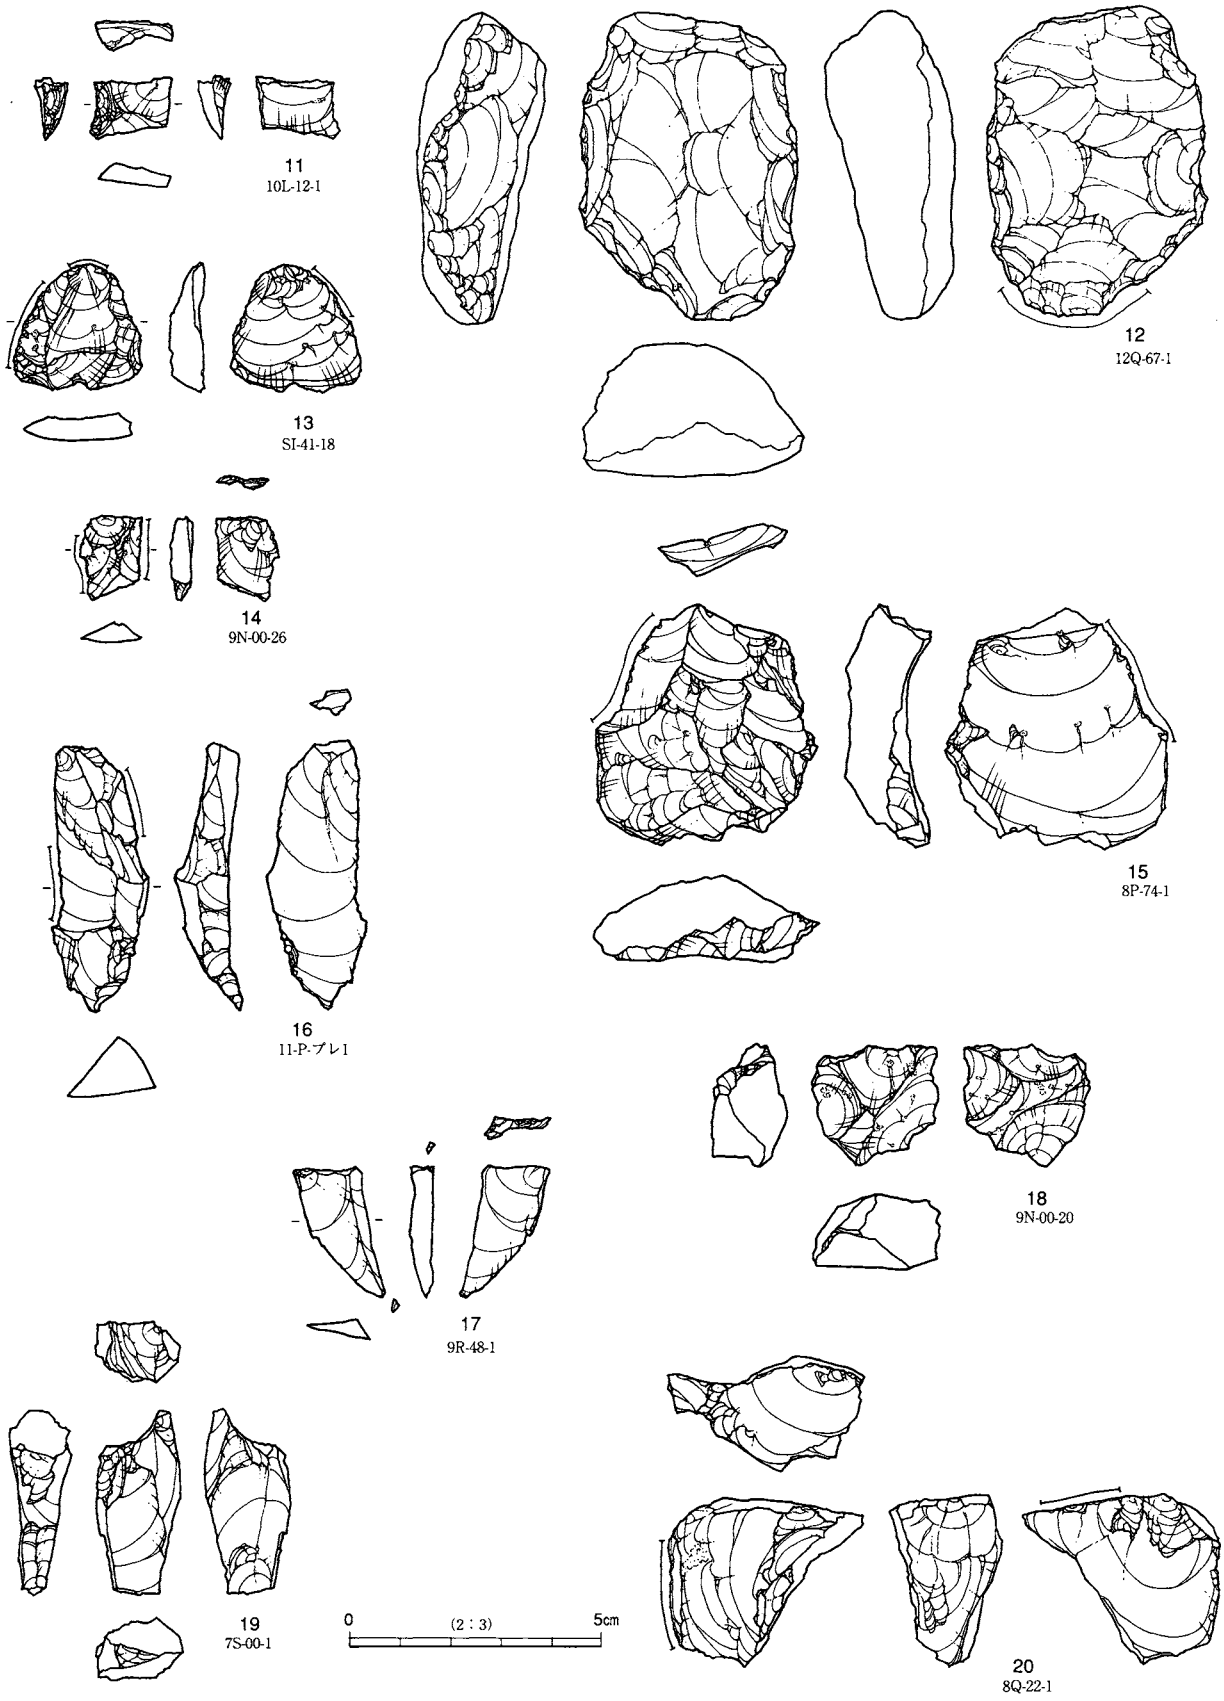 11
10L-12-1
12
12Q-67-1
13
SI-41-18
14
9N-00-26
15
8P-74-1
16
11-P-プレ1
17
9R-48-1
18
9N-00-20
19
7S-00-1
0 (2：3) 5cm
20
8Q-22-1